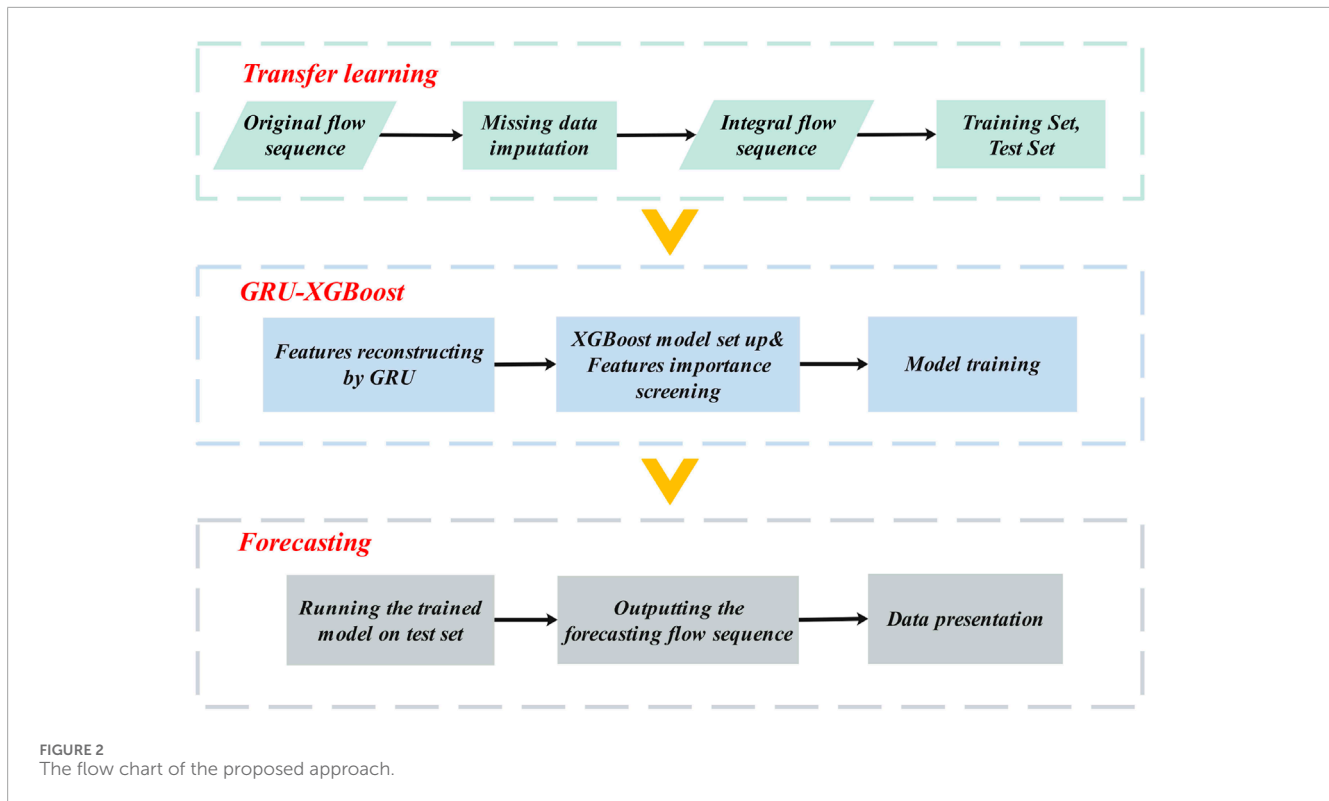 Transfer learning
Original flow
sequence
Missing data
imputation
Integral flow
sequence
Training Set,
Test Set
GRU-XGBoost
Features reconstructing
by GRU
XGBoost model set up&
Features importance
screening
Model training
Forecasting
Running the trained
model on test set
Outputting the
forecasting flow sequence
Data presentation
FIGURE 2
The flow chart of the proposed approach.